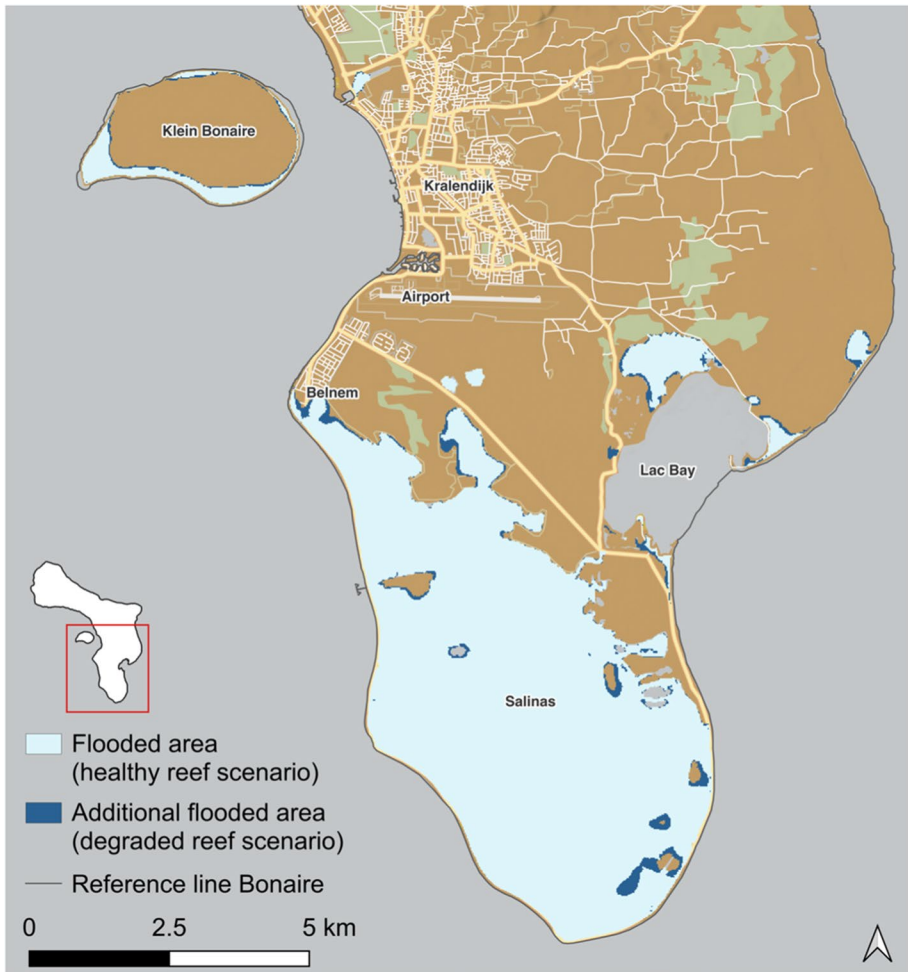 Klein Bonaire
Kralendijk
Airport
Belnem
Lac Bay
Salinas
Flooded area
(healthy reef scenario)
Additional flooded area
(degraded reef scenario)
Reference line Bonaire
0 2.5 5 km